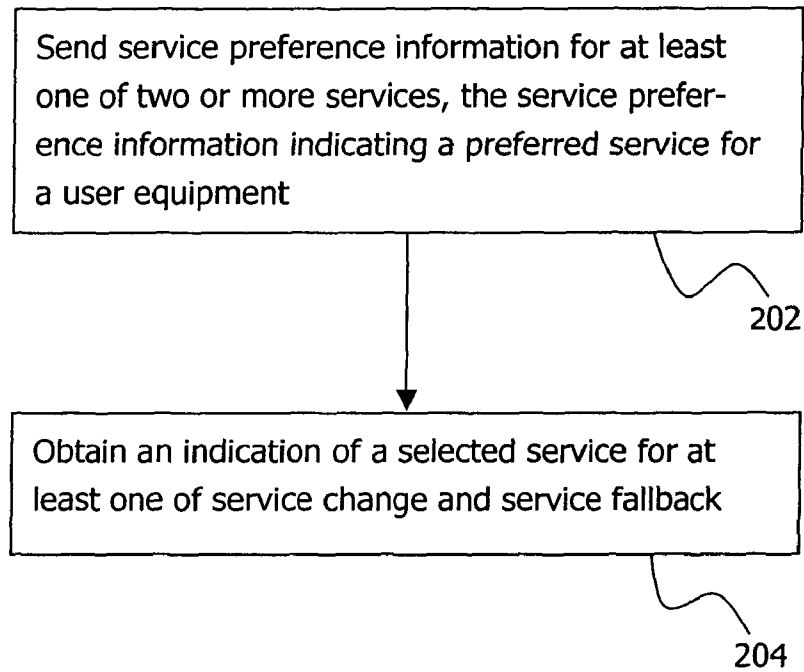 Send service preference information for at least
one of two or more services, the service prefer-
ence information indicating a preferred service for
a user equipment
202
Obtain an indication of a selected service for at
least one of service change and service fallback
204